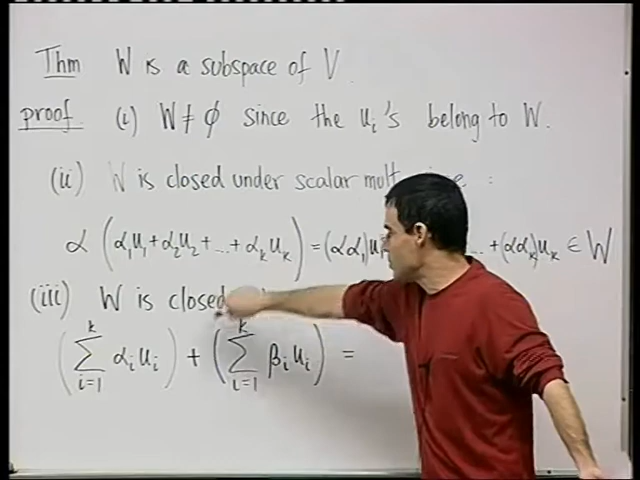 Thm W is a subspace of V.
proof. (i) W ≠ ϕ since the uᵢ's belong to W.
(ii) W is closed under scalar mult :
α (α₁u₁+α₂u₂+...+αₖuₖ) = (αα₁)u ... +(ααₖ)uₖ ∈ W
(iii) W is closed
(∑ᵢ₌₁ᵏ αᵢuᵢ) + (∑ᵢ₌₁ᵏ βᵢuᵢ) =